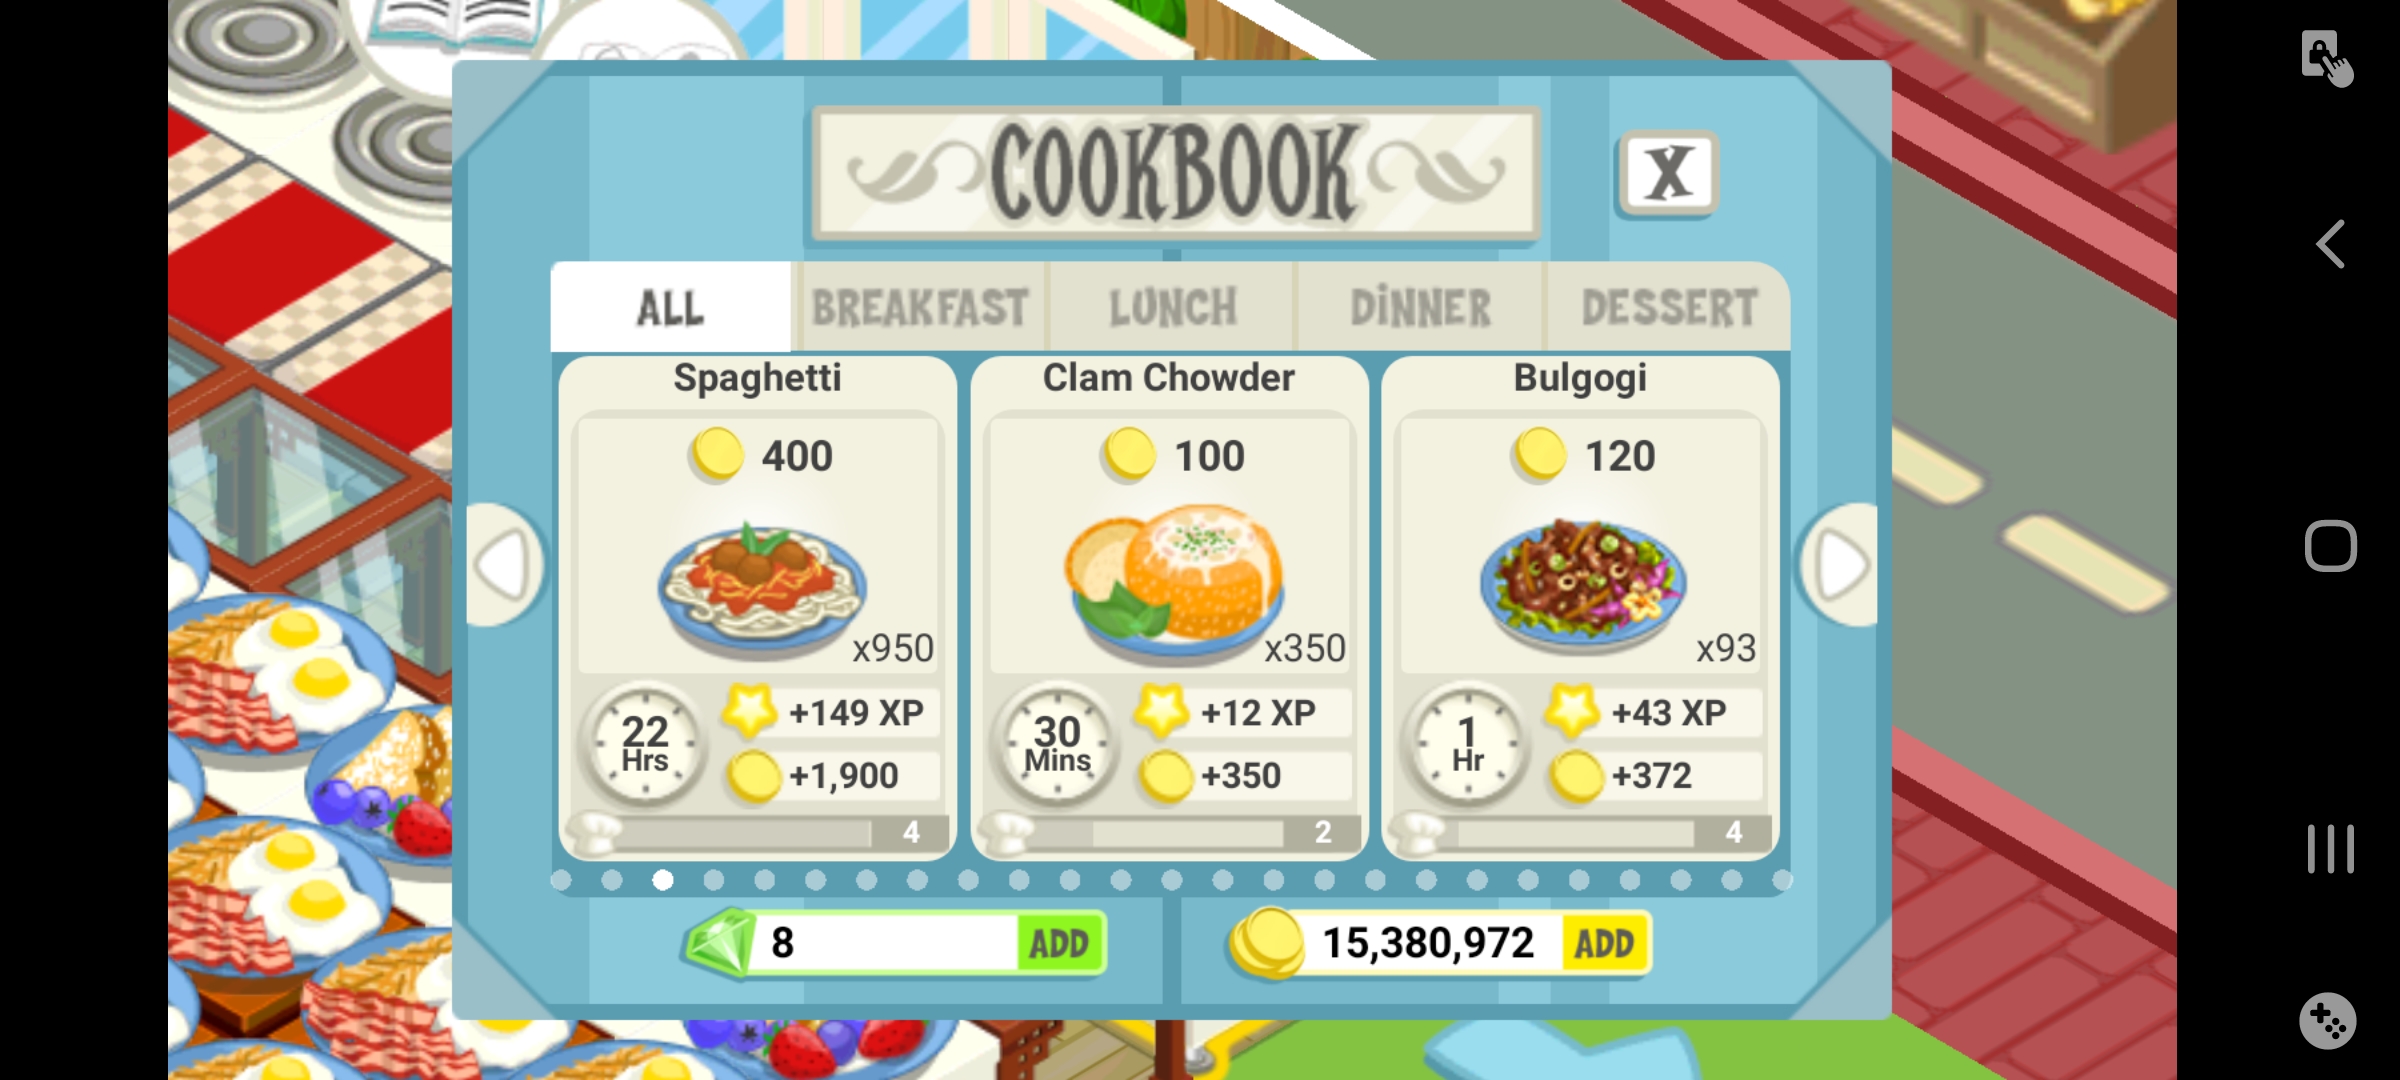 COOKBOOK
X
ALL
BREAKFAST
LUNCH
DINNER
DESSERT
Spaghetti
400
x950
22
Hrs
+149 XP
+1,900
4
Clam Chowder
100
x350
30
Mins
+12 XP
+350
2
Bulgogi
120
x93
1
Hr
+43 XP
+372
4
8
ADD
15,380,972
ADD